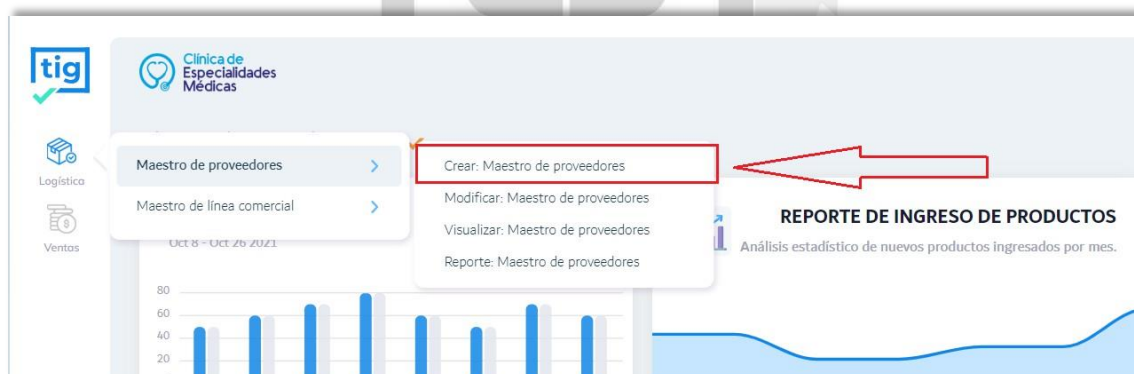 tig
Clínica de
Especialidades
Médicas
Logística
Ventas
Maestro de proveedores
Maestro de línea comercial
Crear: Maestro de proveedores
Modificar: Maestro de proveedores
Visualizar: Maestro de proveedores
Reporte: Maestro de proveedores
Oct 8 - Oct 26 2021
80
60
40
20
REPORTE DE INGRESO DE PRODUCTOS
Análisis estadístico de nuevos productos ingresados por mes.